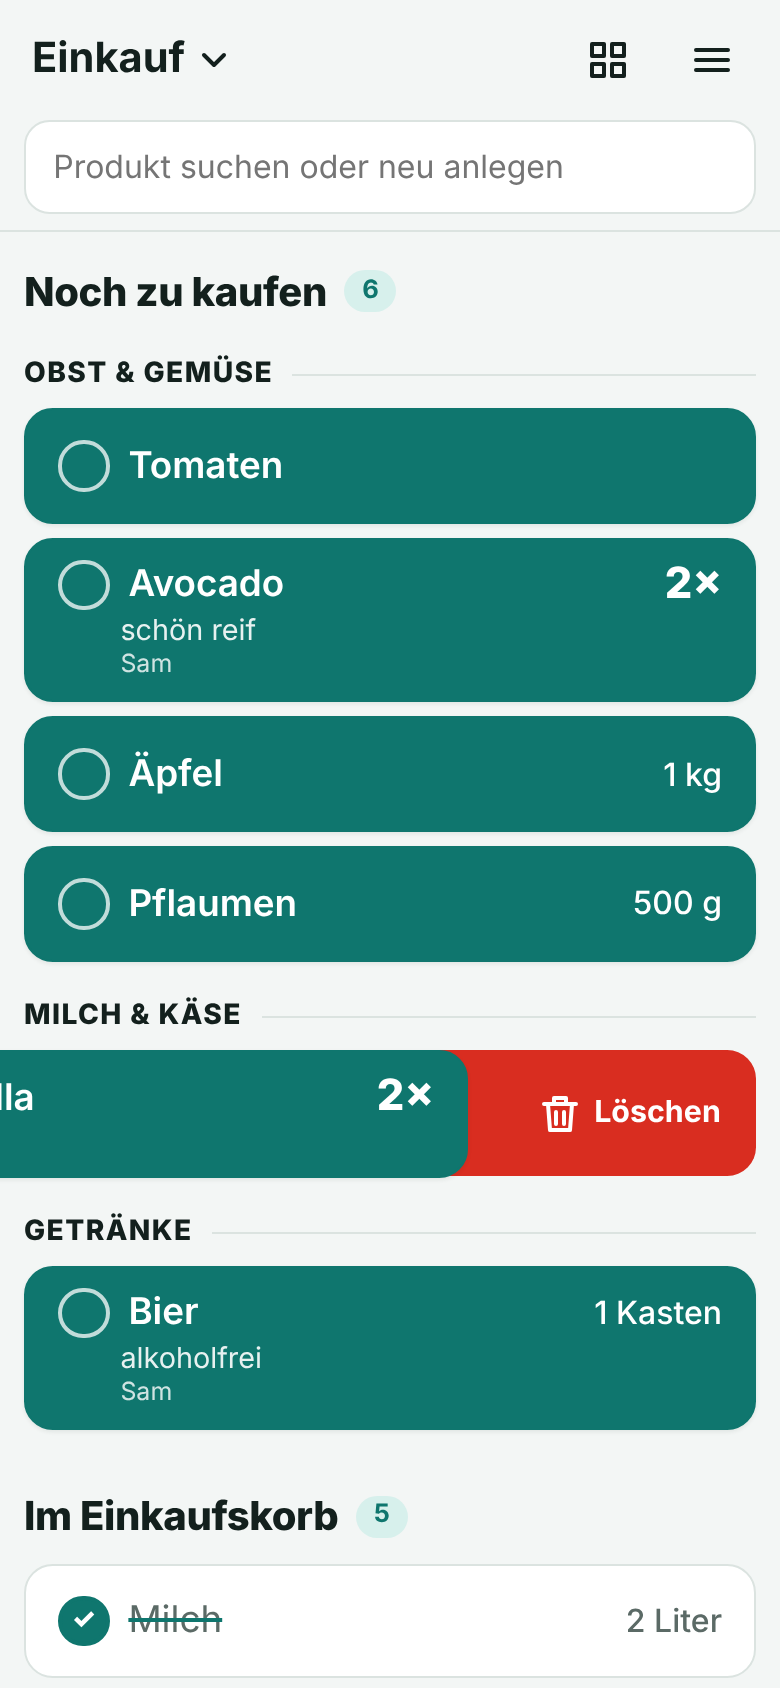 Einkauf
Produkt suchen oder neu anlegen
Noch zu kaufen 6
OBST & GEMÜSE
Tomaten
Avocado 2×
schön reif
Sam
Äpfel 1 kg
Pflaumen 500 g
MILCH & KÄSE
lla 2× Löschen
GETRÄNKE
Bier 1 Kasten
alkoholfrei
Sam
Im Einkaufskorb 5
Milch 2 Liter